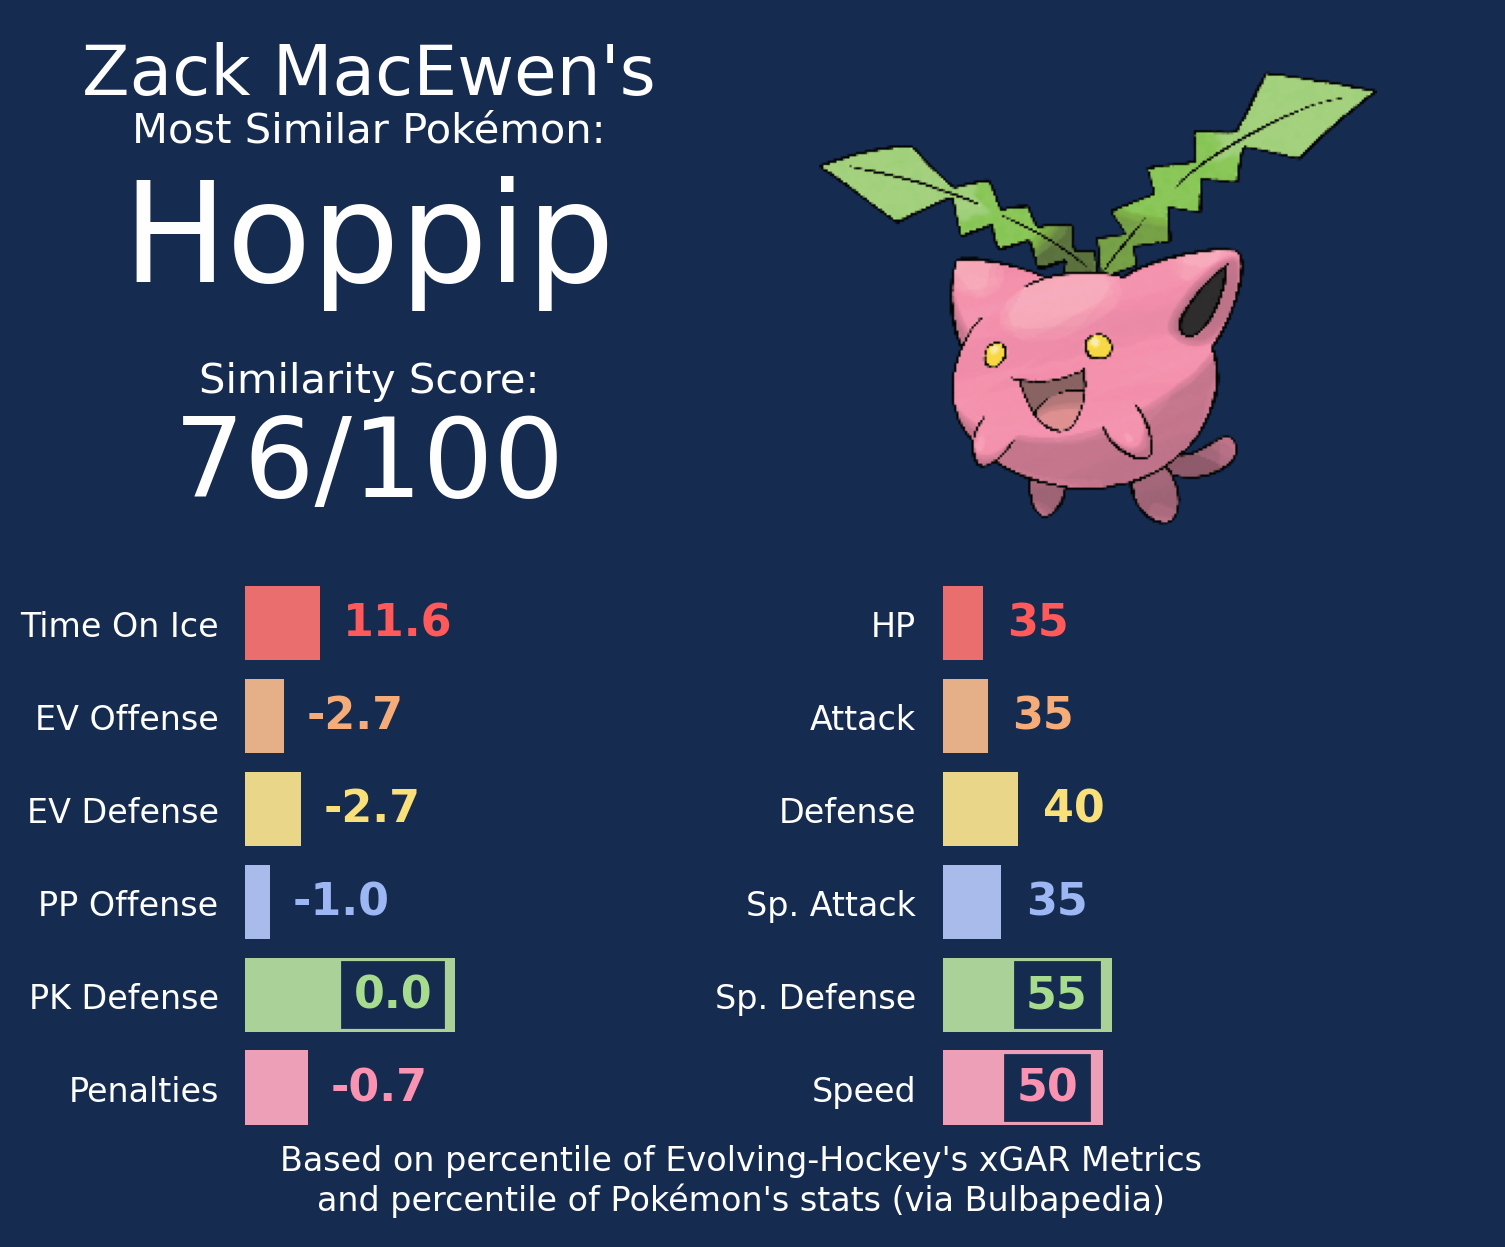 Zack MacEwen's
Most Similar Pokémon:
Hoppip
Similarity Score:
76/100
Time On Ice 11.6
EV Offense -2.7
EV Defense -2.7
PP Offense -1.0
PK Defense 0.0
Penalties -0.7
HP 35
Attack 35
Defense 40
Sp. Attack 35
Sp. Defense 55
Speed 50
Based on percentile of Evolving-Hockey's xGAR Metrics
and percentile of Pokémon's stats (via Bulbapedia)